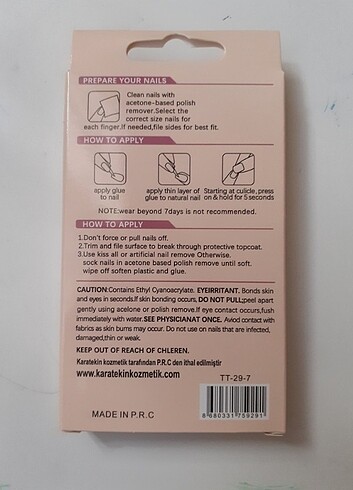 PREPARE YOUR NAILS
Clean nails with
acetone-based polish
remover.Select the
correct size nails for
each finger.If needed,file sides for best fit.
HOW TO APPLY
apply glue
to nail
apply thin layer of
glue to natural nail
Starting at culicle, press
on & hold for 5 seconds
NOTE:wear beyond 7days is not recommended.
HOW TO APPLY
1.Don't force or pull nails off.
2.Trim and file surface to break through protective topcoat.
3.Use kiss all or artificial nail remove Otherwise.
sock nails in acetone based polish remove until soft.
wipe off soften plastic and glue.
CAUTION:Contains Ethyl Cyanoacrylate. EYEIRRITANT. Bonds skin
and eyes in seconds.If skin bonding occurs, DO NOT PULL;peel apart
gently using acetone or polish remove.If eye contact occurs,fush
immediately with water. SEE PHYSICIANAT ONCE. Aviod contact with
fabrics as skin burns may occur. Do not use on nails that are infected,
damaged,thin or weak.
KEEP OUT OF REACH OF CHLEREN.
Karatekin kozmetik tarafından P.R.C den ithal edilmiştir
www.karatekinkozmetik.com
TT-29-7
MADE IN P.R.C
8 680331 759291